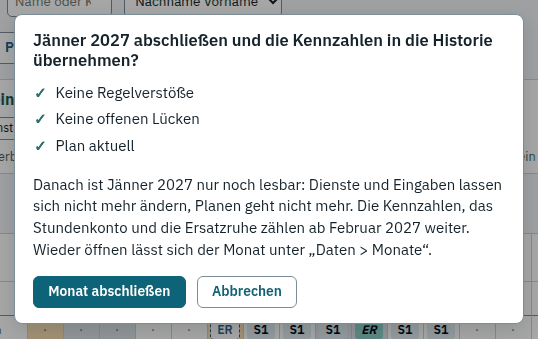 Name oder K
Nachname Vorname
Jänner 2027 abschließen und die Kennzahlen in die Historie
übernehmen?
✓ Keine Regelverstöße
✓ Keine offenen Lücken
✓ Plan aktuell
Danach ist Jänner 2027 nur noch lesbar: Dienste und Eingaben lassen
sich nicht mehr ändern, Planen geht nicht mehr. Die Kennzahlen, das
Stundenkonto und die Ersatzruhe zählen ab Februar 2027 weiter.
Wieder öffnen lässt sich der Monat unter „Daten > Monate“.
Monat abschließen Abbrechen
ER S1 S1 S1 ER S1 S1